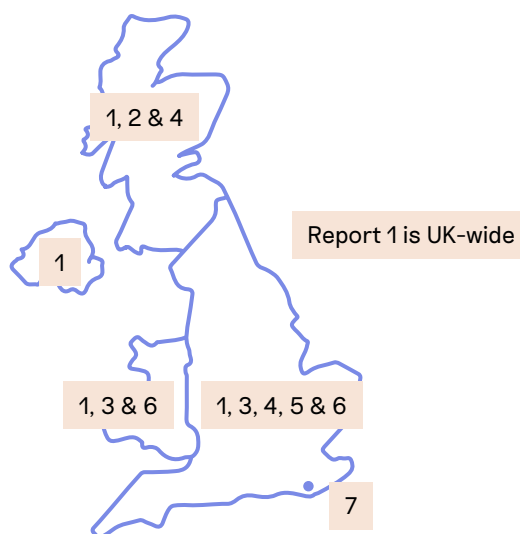 1, 2 & 4
Report 1 is UK-wide
1
1, 3 & 6
1, 3, 4, 5 & 6
7